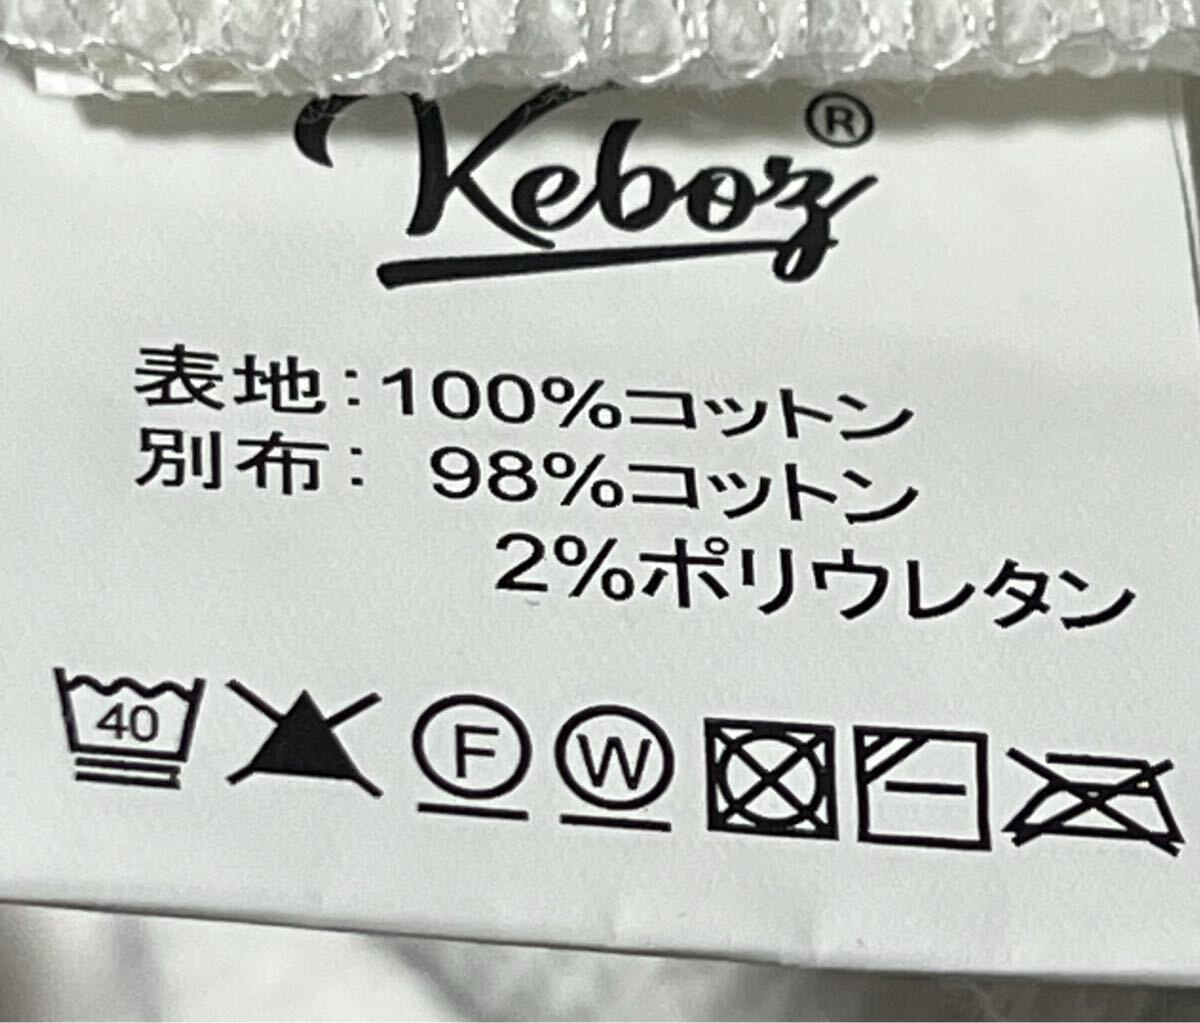 Keboz®
表地:100%コットン
別布: 98%コットン
2%ポリウレタン
40 F W